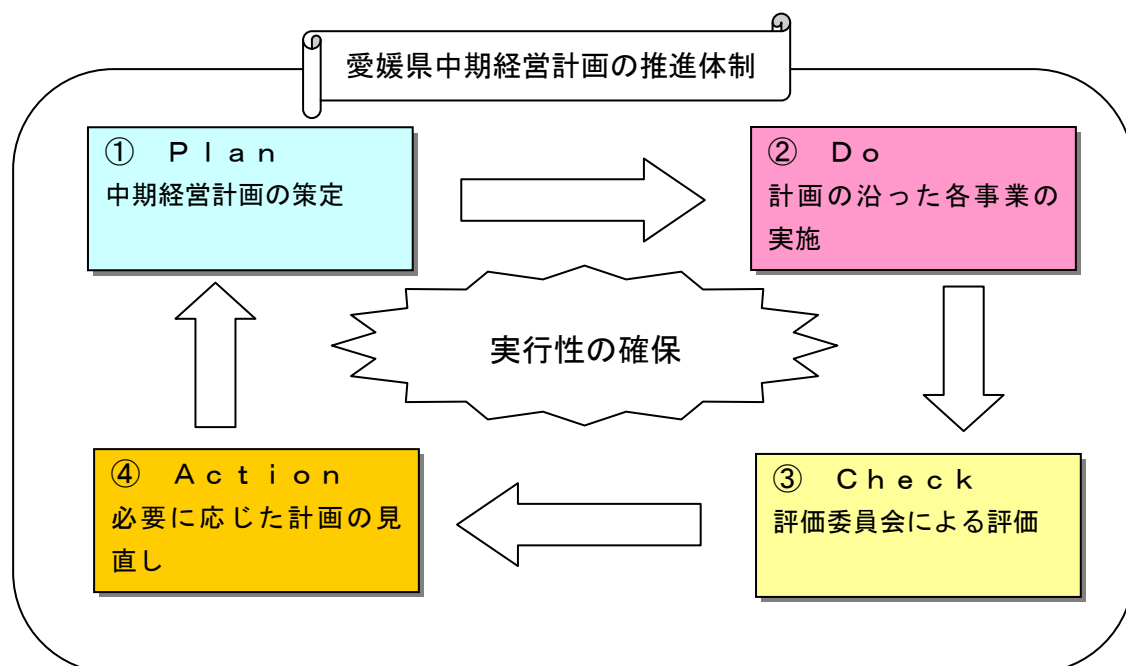 愛媛県中期経営計画の推進体制
① Ｐｌａｎ
中期経営計画の策定
② Ｄｏ
計画の沿った各事業の
実施
実行性の確保
④ Ａｃｔｉｏｎ
必要に応じた計画の見
直し
③ Ｃｈｅｃｋ
評価委員会による評価